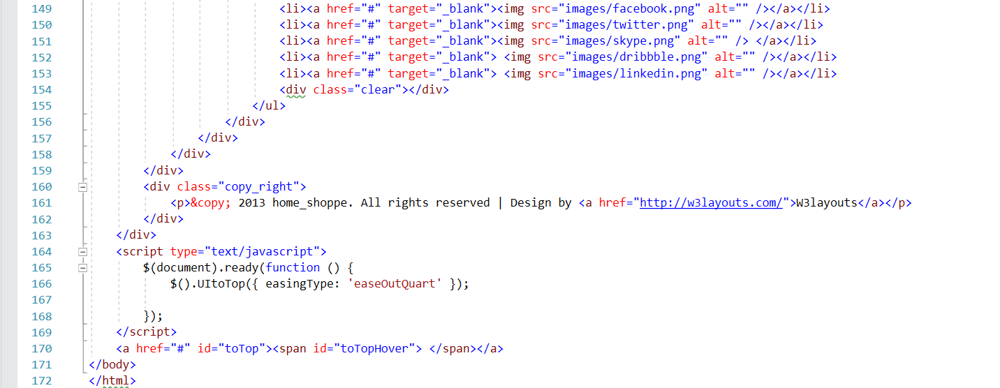 149 <li><a href="#" target="_blank"><img src="images/facebook.png" alt="" /></a></li>
150 <li><a href="#" target="_blank"><img src="images/twitter.png" alt="" /></a></li>
151 <li><a href="#" target="_blank"><img src="images/skype.png" alt="" /> </a></li>
152 <li><a href="#" target="_blank"> <img src="images/dribbble.png" alt="" /></a></li>
153 <li><a href="#" target="_blank"> <img src="images/linkedin.png" alt="" /></a></li>
154 <div class="clear"></div>
155 </ul>
156 </div>
157 </div>
158 </div>
159 </div>
160 <div class="copy_right">
161 <p>&copy; 2013 home_shoppe. All rights reserved | Design by <a href="http://w3layouts.com/">W3layouts</a></p>
162 </div>
163 </div>
164 <script type="text/javascript">
165 $(document).ready(function () {
166 $().UItoTop({ easingType: 'easeOutQuart' });
167
168 });
169 </script>
170 <a href="#" id="toTop"><span id="toTopHover"> </span></a>
171 </body>
172 </html>